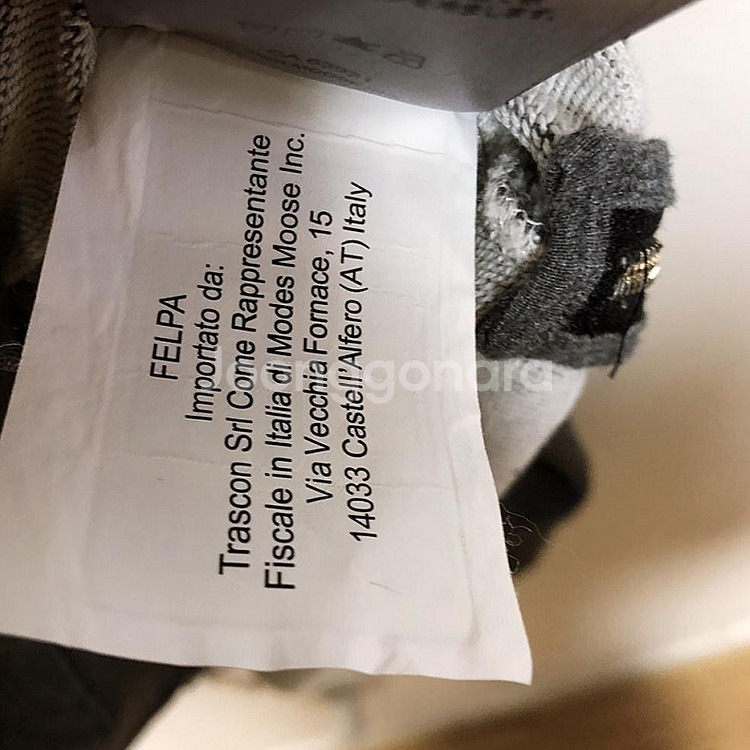 FELPA
Importato da:
Trascon Srl Come Rappresentante
Fiscale in Italia di Modes Moose Inc.
Via Vecchia Fornace, 15
14033 Castell'Alfero (AT) Italy